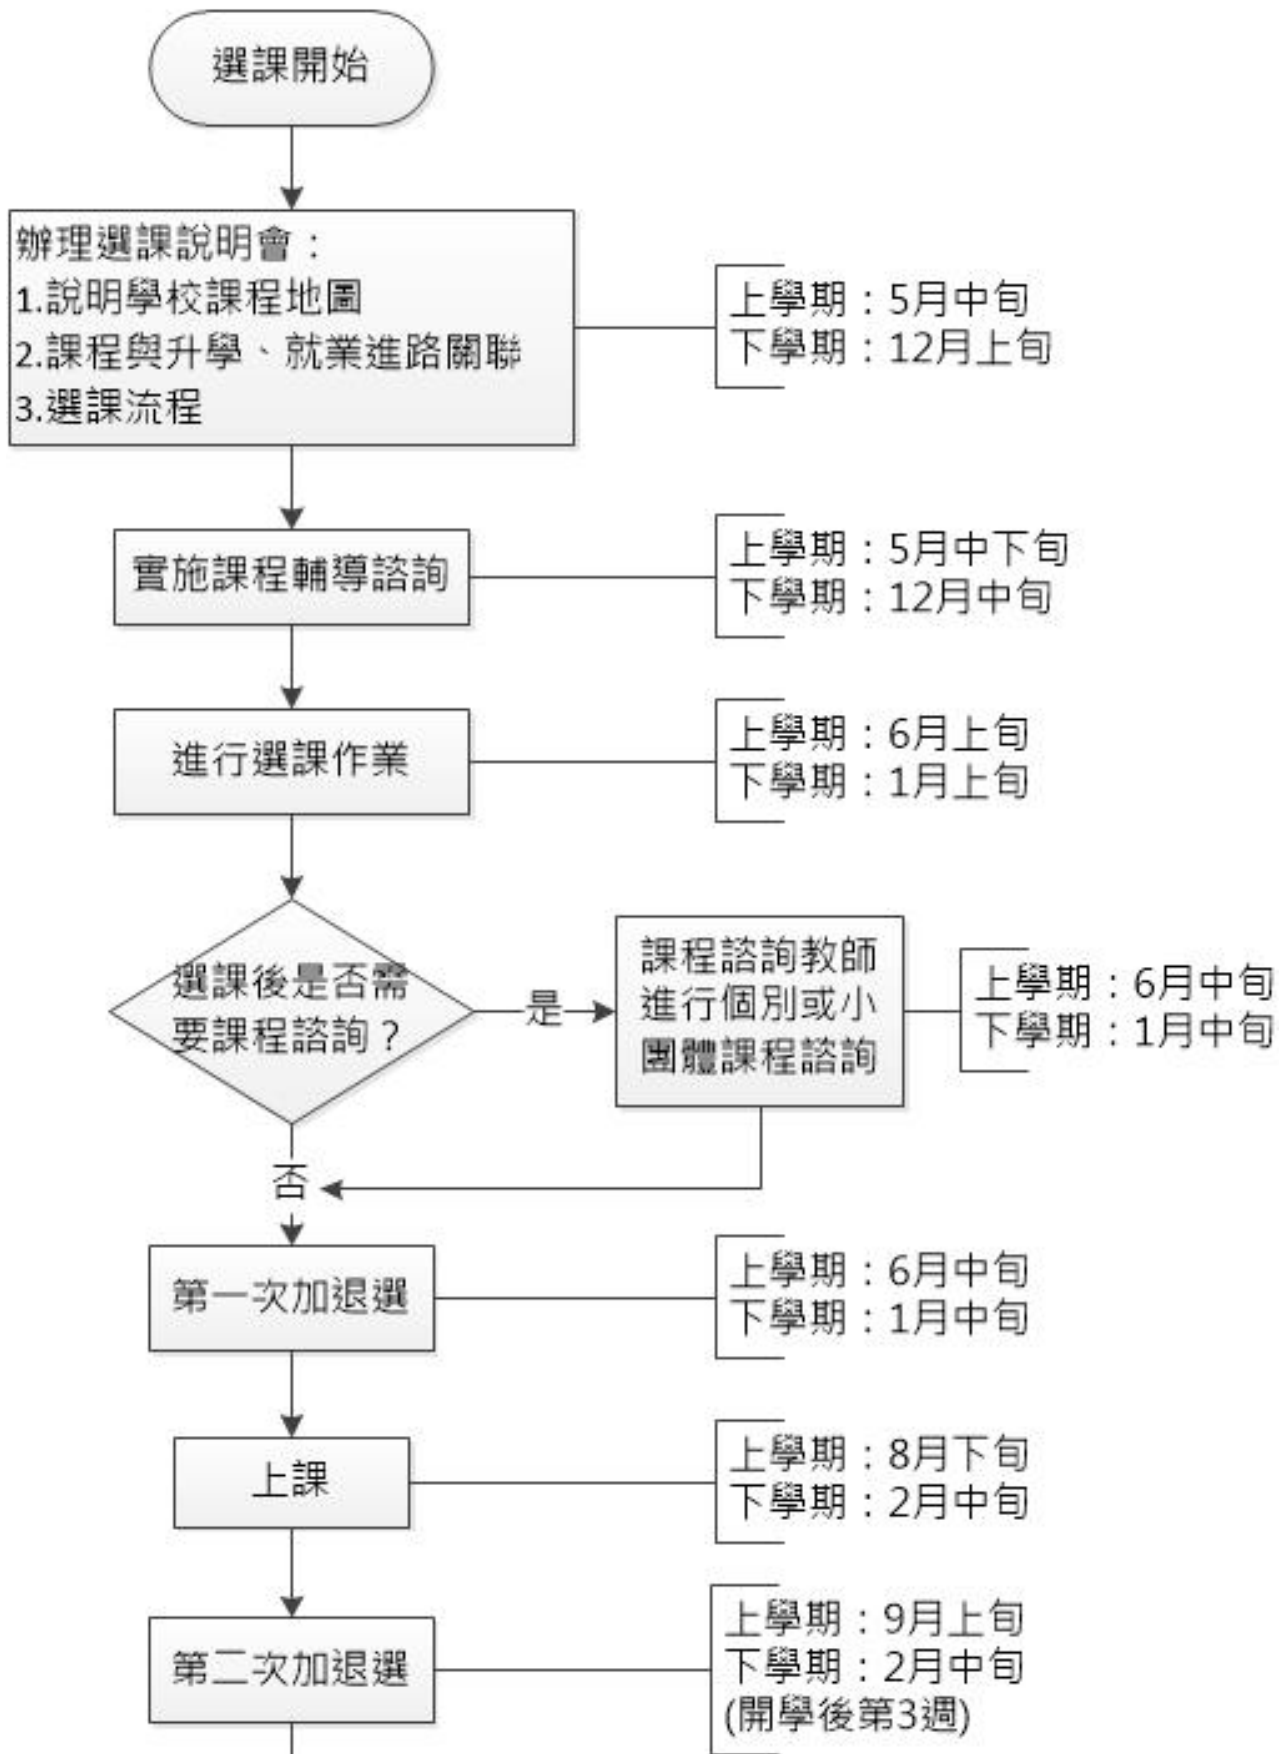 選課開始
辦理選課說明會：
1.說明學校課程地圖
2.課程與升學、就業進路關聯
3.選課流程
上學期：5月中旬
下學期：12月上旬
實施課程輔導諮詢
上學期：5月中下旬
下學期：12月中旬
進行選課作業
上學期：6月上旬
下學期：1月上旬
選課後是否需
要課程諮詢？
是
課程諮詢教師
進行個別或小
團體課程諮詢
上學期：6月中旬
下學期：1月中旬
否
第一次加退選
上學期：6月中旬
下學期：1月中旬
上課
上學期：8月下旬
下學期：2月中旬
第二次加退選
上學期：9月上旬
下學期：2月中旬
(開學後第3週)